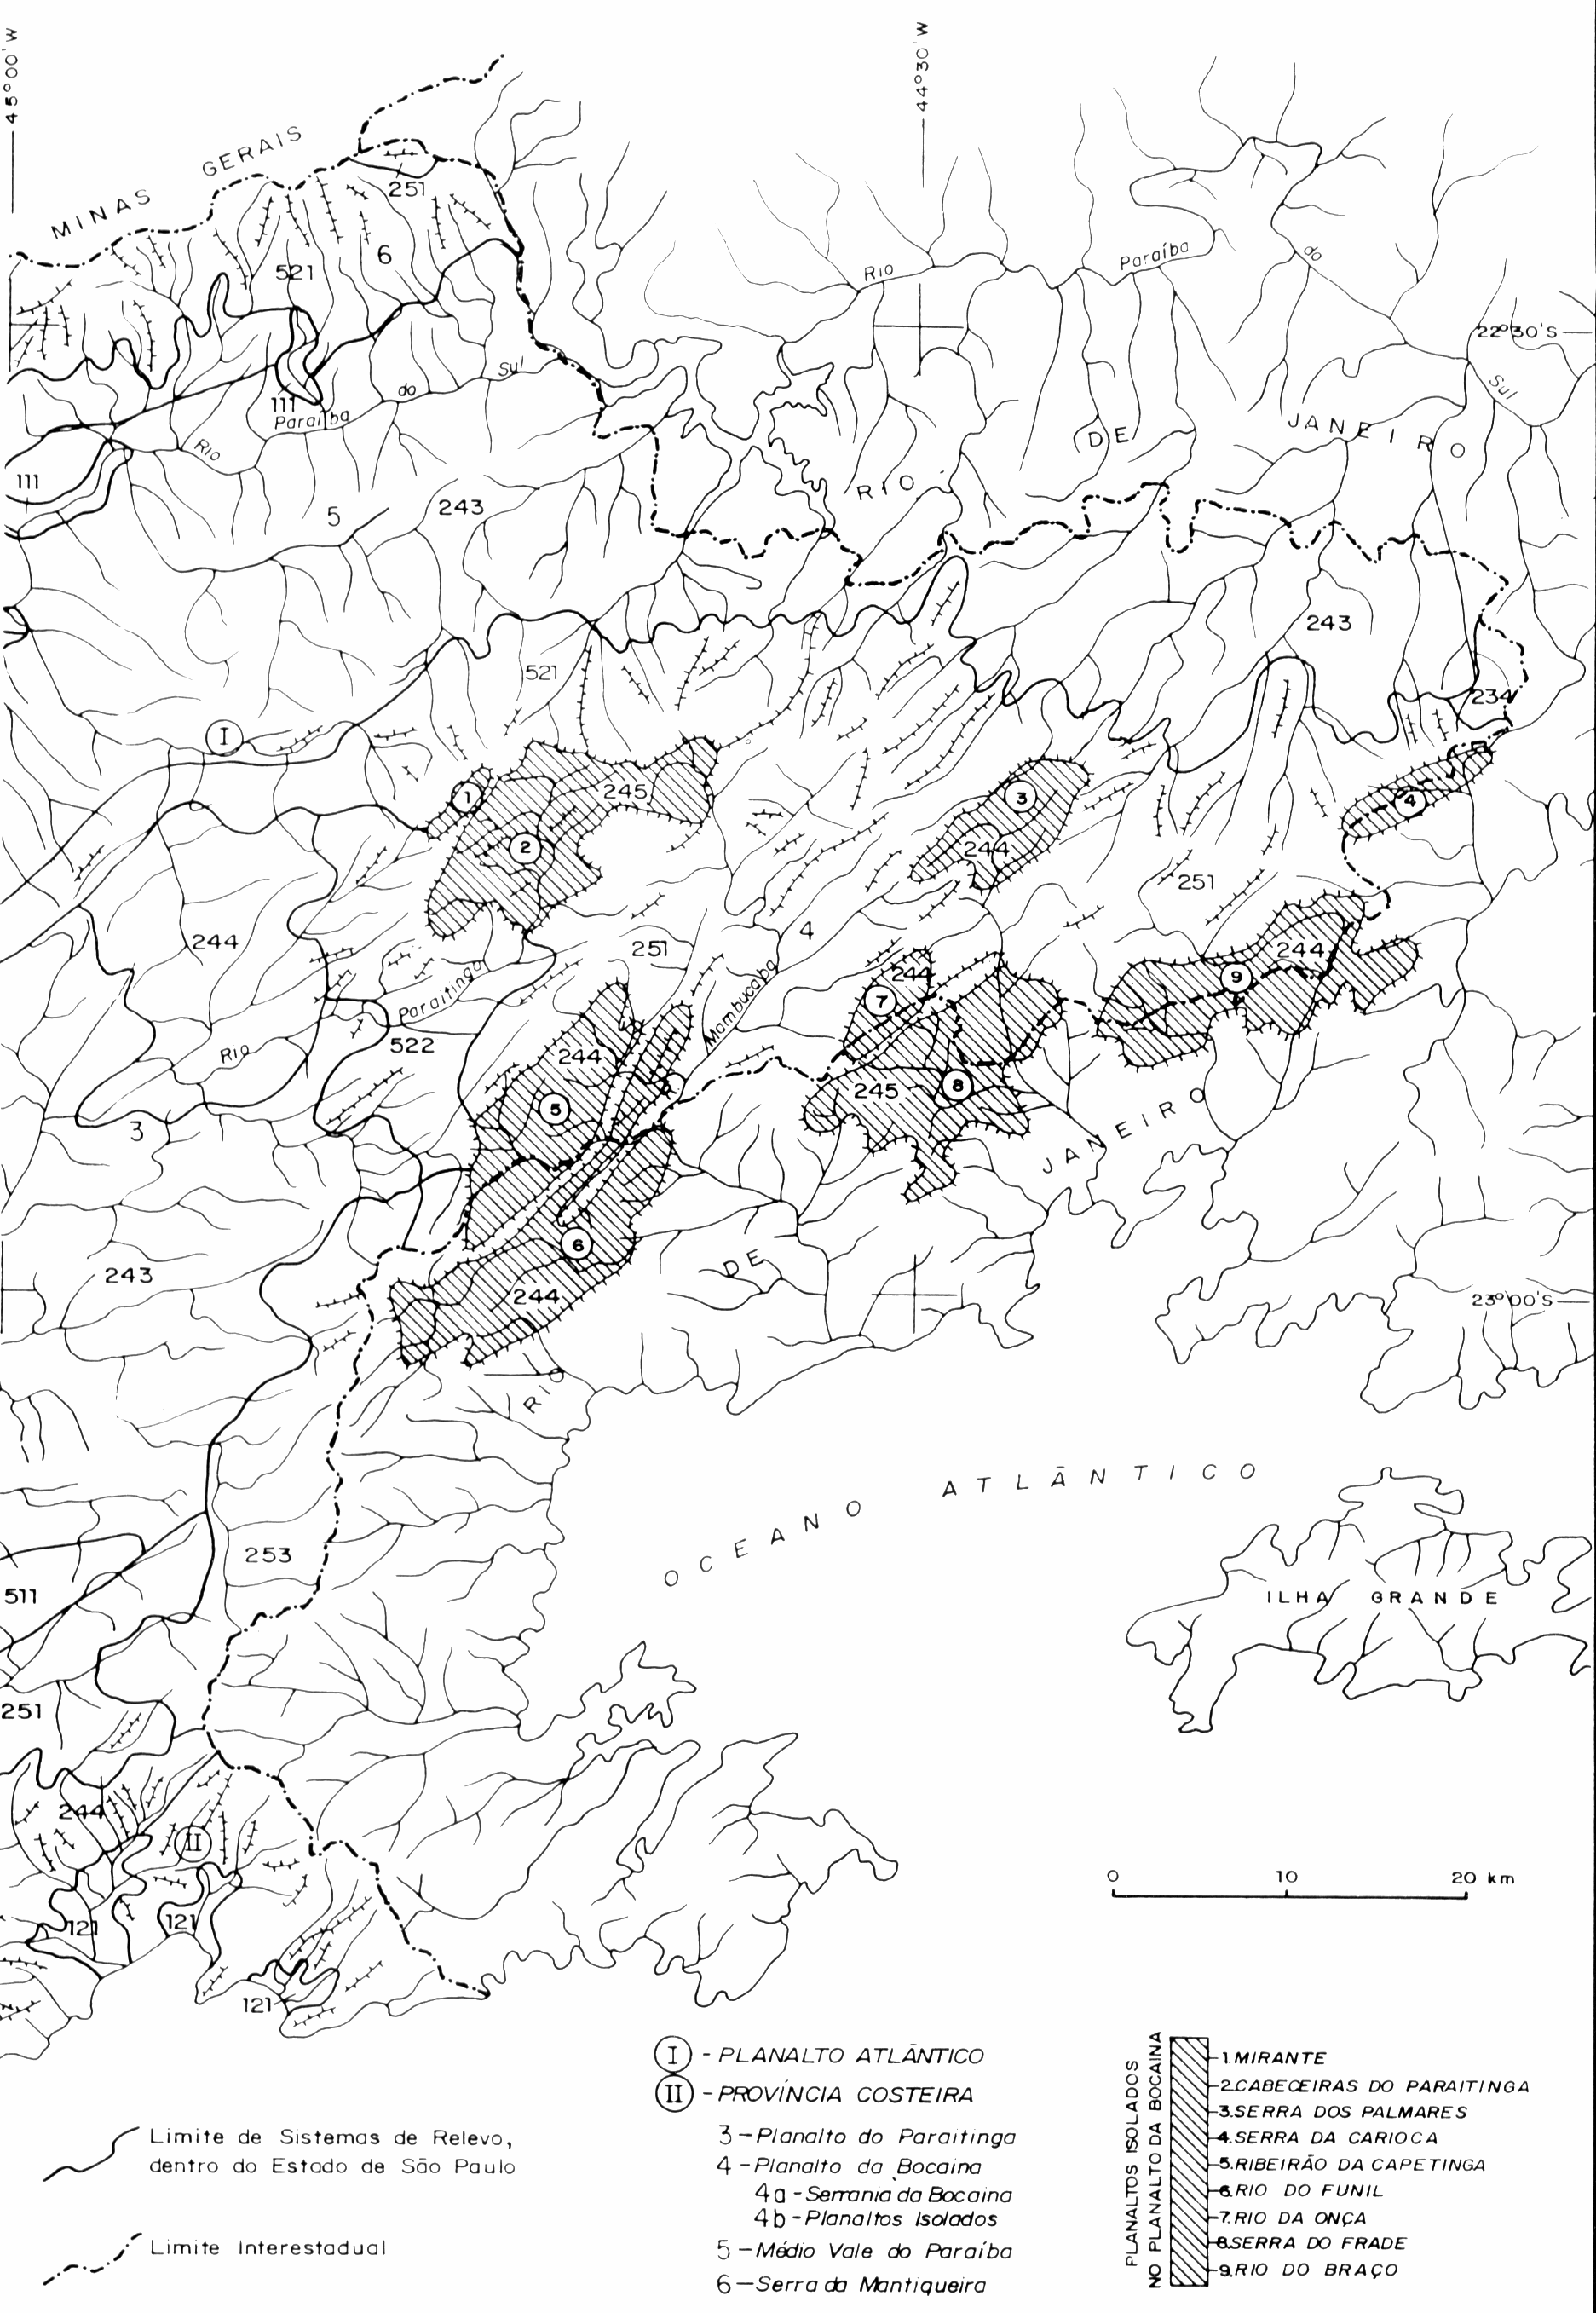 45°00'W
44°30'W
MINAS GERAIS
251
6
521
Rio Paraíba do Sul
22°30'S
111
Rio Paraíba do Sul
RIO DE JANEIRO
111
5
243
243
521
234
I
1
245
2
3
244
4
251
244
251
4
244
9
Rio Paraitinga
Mambucaba
7
244
522
244
5
245
8
3
JANEIRO
6
243
244
DE
23°00'S
RIO
OCEANO ATLÂNTICO
253
511
ILHA GRANDE
251
244
II
121
121
121
0 10 20 km
I - PLANALTO ATLÂNTICO
II - PROVÍNCIA COSTEIRA
3 - Planalto do Paraitinga
4 - Planalto da Bocaina
4a - Serrania da Bocaina
4b - Planaltos Isolados
5 - Médio Vale do Paraíba
6 - Serra da Mantiqueira
Limite de Sistemas de Relevo,
dentro do Estado de São Paulo
Limite Interestadual
PLANALTOS ISOLADOS
NO PLANALTO DA BOCAINA
1. MIRANTE
2. CABECEIRAS DO PARAITINGA
3. SERRA DOS PALMARES
4. SERRA DA CARIOCA
5. RIBEIRÃO DA CAPETINGA
6. RIO DO FUNIL
7. RIO DA ONÇA
8. SERRA DO FRADE
9. RIO DO BRAÇO